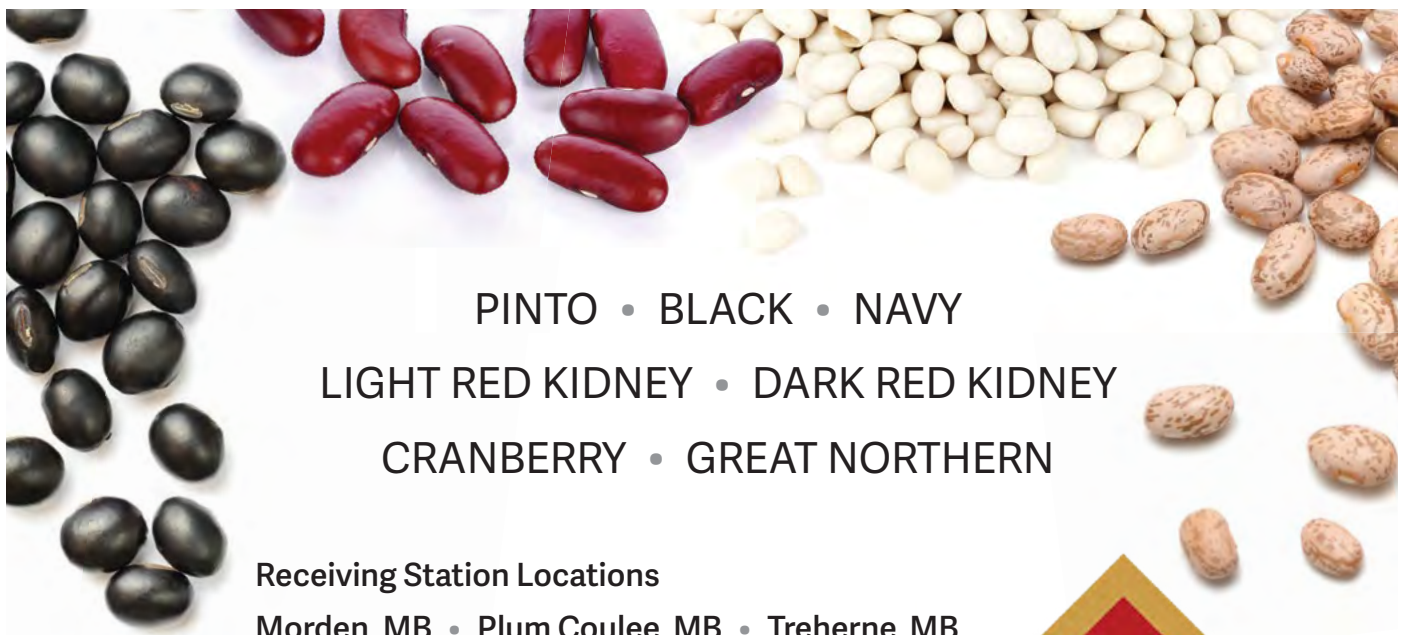 PINTO • BLACK • NAVY
LIGHT RED KIDNEY • DARK RED KIDNEY
CRANBERRY • GREAT NORTHERN
Receiving Station Locations
Morden, MB • Plum Coulee, MB • Treherne, MB